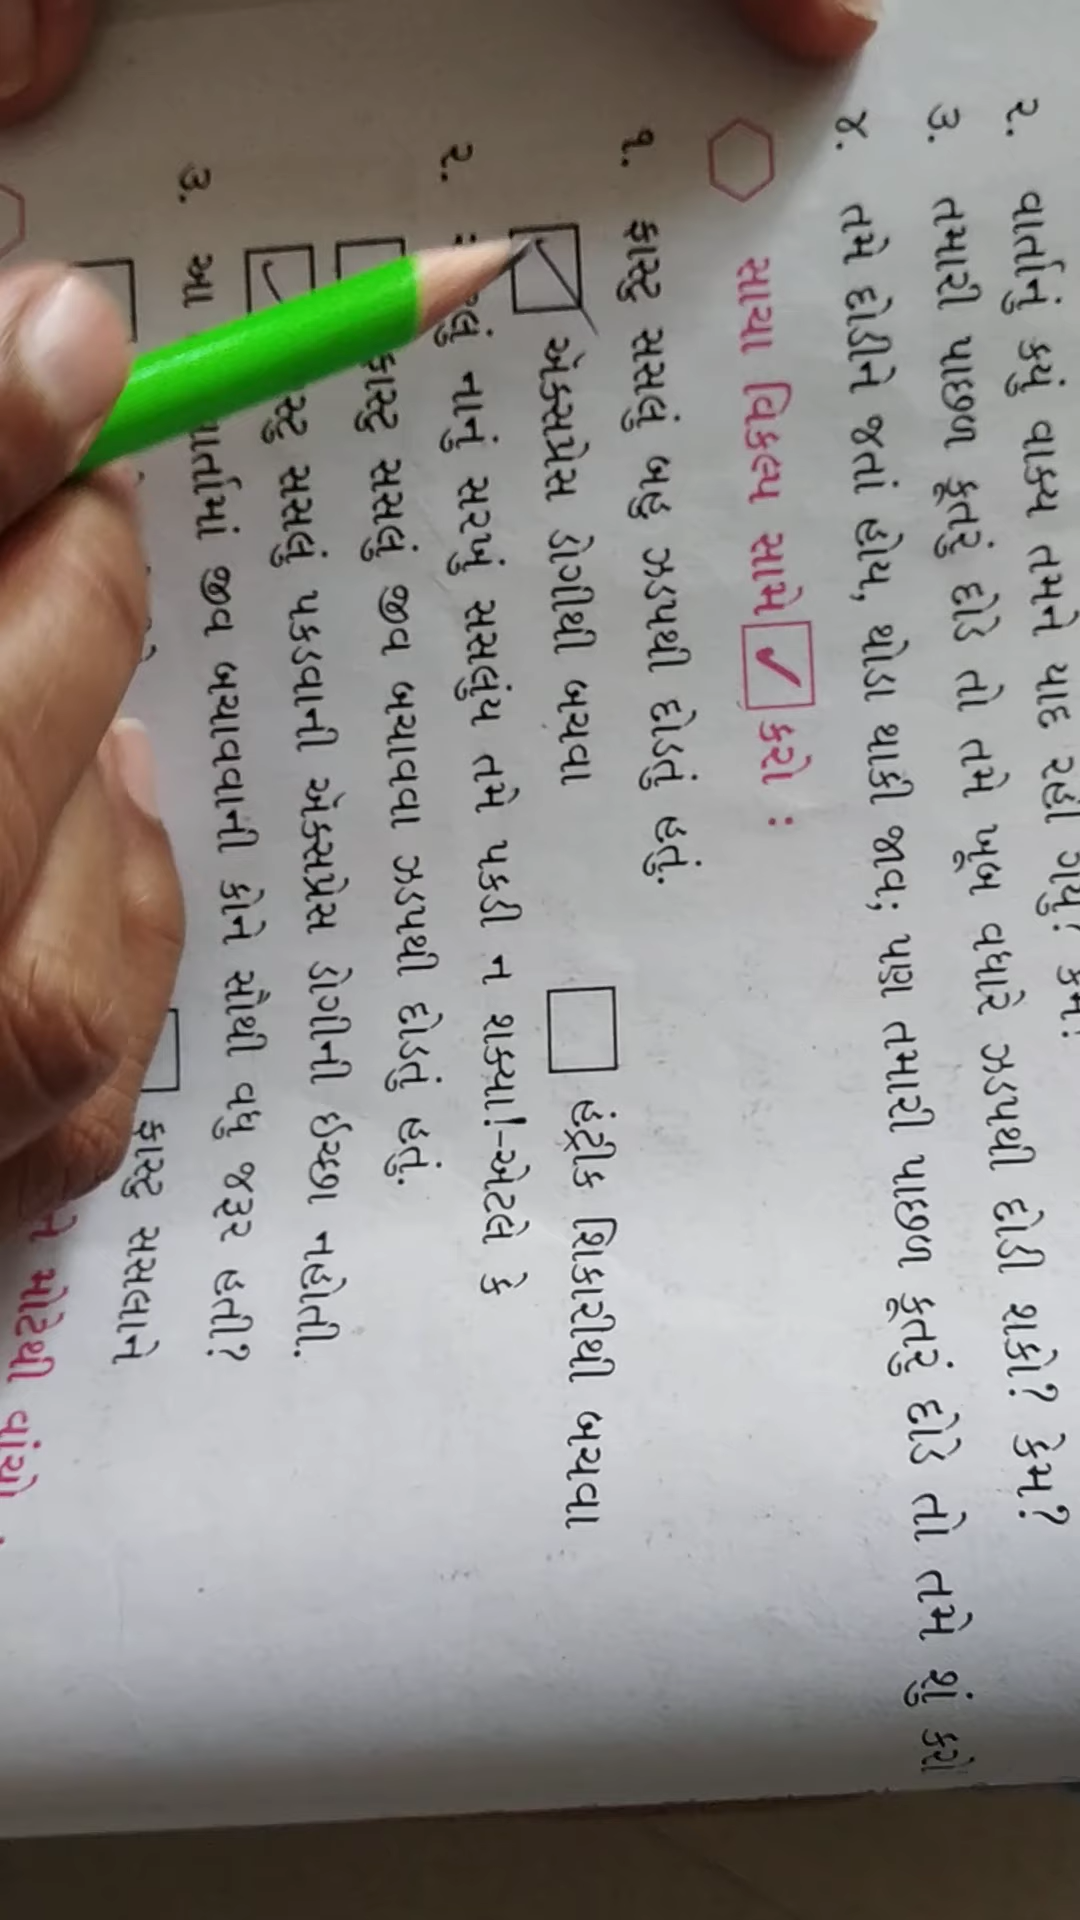 ૨. વાર્તાનું કયું વાક્ય તમને યાદ રહી ગયું? કેમ?
૩. તમારી પાછળ કૂતરું દોડે તો તમે ખૂબ વધારે ઝડપથી દોડી શકો? કેમ?
૪. તમે દોડીને જતાં હોય, થોડા થાકી જાવ; પણ તમારી પાછળ કૂતરું દોડે તો તમે શું કરો
સાચા વિકલ્પ સામે ✓ કરો :
૧. ફાસ્ટુ સસલું બહુ ઝડપથી દોડતું હતું.
એક્સપ્રેસ ડોગીથી બચવા હંટ્રીક શિકારીથી બચવા
૨. નાનું સરખું સસલુંય તમે પકડી ન શક્યા!-એટલે કે
ફાસ્ટુ સસલું જીવ બચાવવા ઝડપથી દોડતું હતું.
સસલું પકડવાની એક્સપ્રેસ ડોગીની ઈચ્છા નહોતી.
૩. આ વાર્તામાં જીવ બચાવવાની કોને સૌથી વધુ જરૂર હતી?
ફાસ્ટુ સસલાને
મોટેથી વાંચો